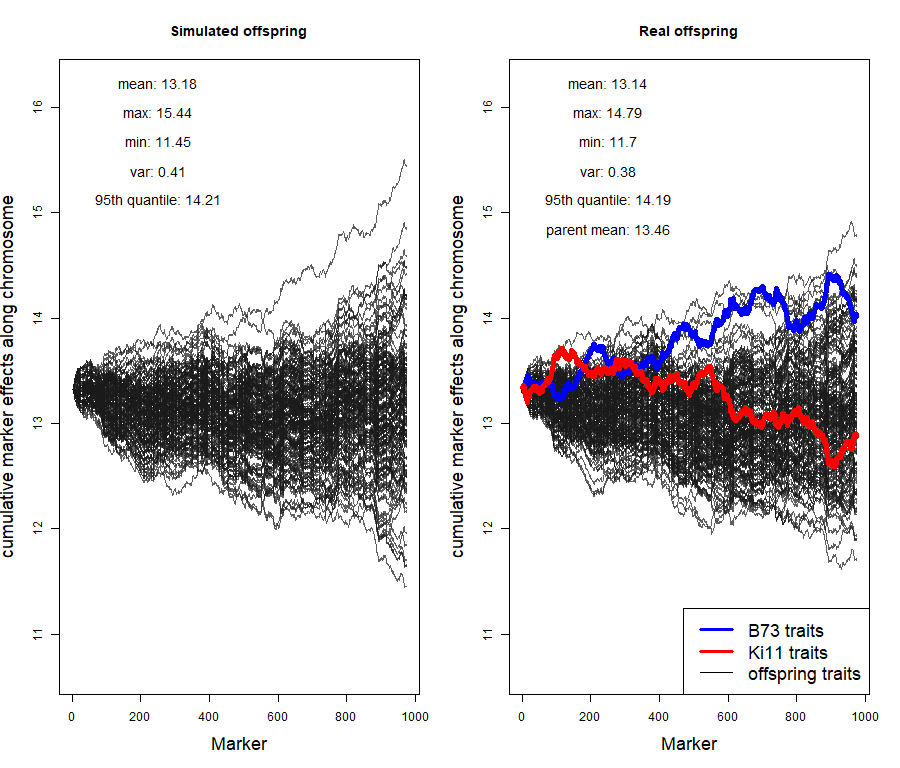 Simulated offspring
mean: 13.18
max: 15.44
min: 11.45
var: 0.41
95th quantile: 14.21
cumulative marker effects along chromosome
16
15
14
13
12
11
0 200 400 600 800 1000
Marker
Real offspring
mean: 13.14
max: 14.79
min: 11.7
var: 0.38
95th quantile: 14.19
parent mean: 13.46
cumulative marker effects along chromosome
16
15
14
13
12
11
B73 traits
Ki11 traits
offspring traits
0 200 400 600 800 1000
Marker